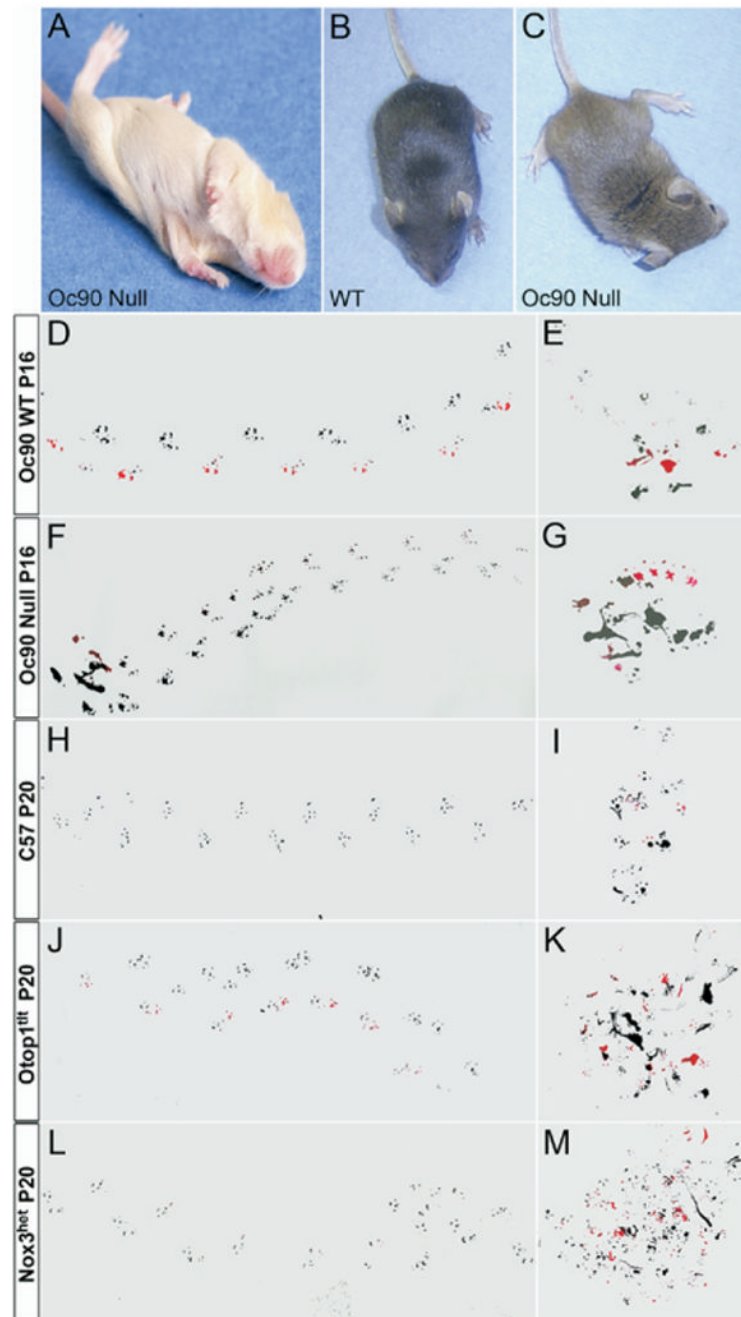 A
B
C
Oc90 Null
WT
Oc90 Null
Oc90 WT P16
D
E
Oc90 Null P16
F
G
C57 P20
H
I
Otop1tlt P20
J
K
Nox3het P20
L
M